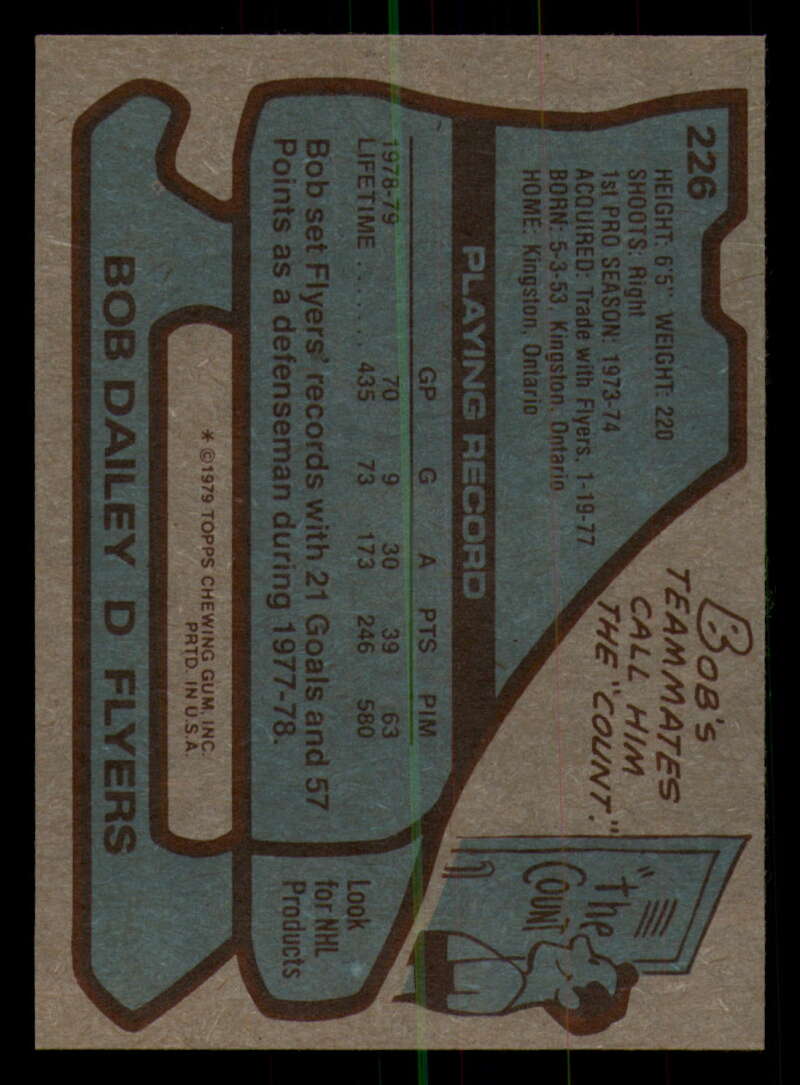 226
HEIGHT: 6'5" WEIGHT: 220
SHOOTS: Right
1st PRO SEASON: 1973-74
ACQUIRED: Trade with Flyers, 1-19-77
BORN: 5-3-53, Kingston, Ontario
HOME: Kingston, Ontario
BOB'S
TEAMMATES
CALL HIM
THE "COUNT."
"The
COUNT
PLAYING RECORD
GP G A PTS PIM
1978-79 70 9 30 39 63
LIFETIME ....... 435 73 173 246 580
Bob set Flyers' records with 21 Goals and 57
Points as a defenseman during 1977-78.
Look
for NHL
Products
* ©1979 TOPPS CHEWING GUM, INC.
PRTD. IN U.S.A.
BOB DAILEY D FLYERS